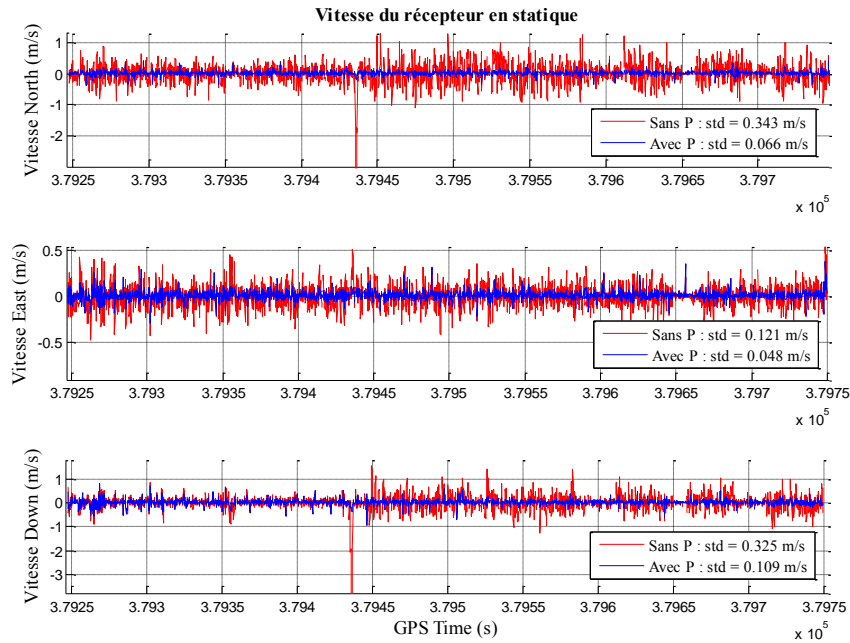 Vitesse du récepteur en statique
Vitesse North (m/s)
1
0
-1
-2
Sans P : std = 0.343 m/s
Avec P : std = 0.066 m/s
3.7925 3.793 3.7935 3.794 3.7945 3.795 3.7955 3.796 3.7965 3.797
x 10^5
Vitesse East (m/s)
0.5
0
-0.5
Sans P : std = 0.121 m/s
Avec P : std = 0.048 m/s
3.7925 3.793 3.7935 3.794 3.7945 3.795 3.7955 3.796 3.7965 3.797 3.7975
x 10^5
Vitesse Down (m/s)
1
0
-1
-2
-3
Sans P : std = 0.325 m/s
Avec P : std = 0.109 m/s
3.7925 3.793 3.7935 3.794 3.7945 3.795 3.7955 3.796 3.7965 3.797 3.7975
GPS Time (s)
x 10^5